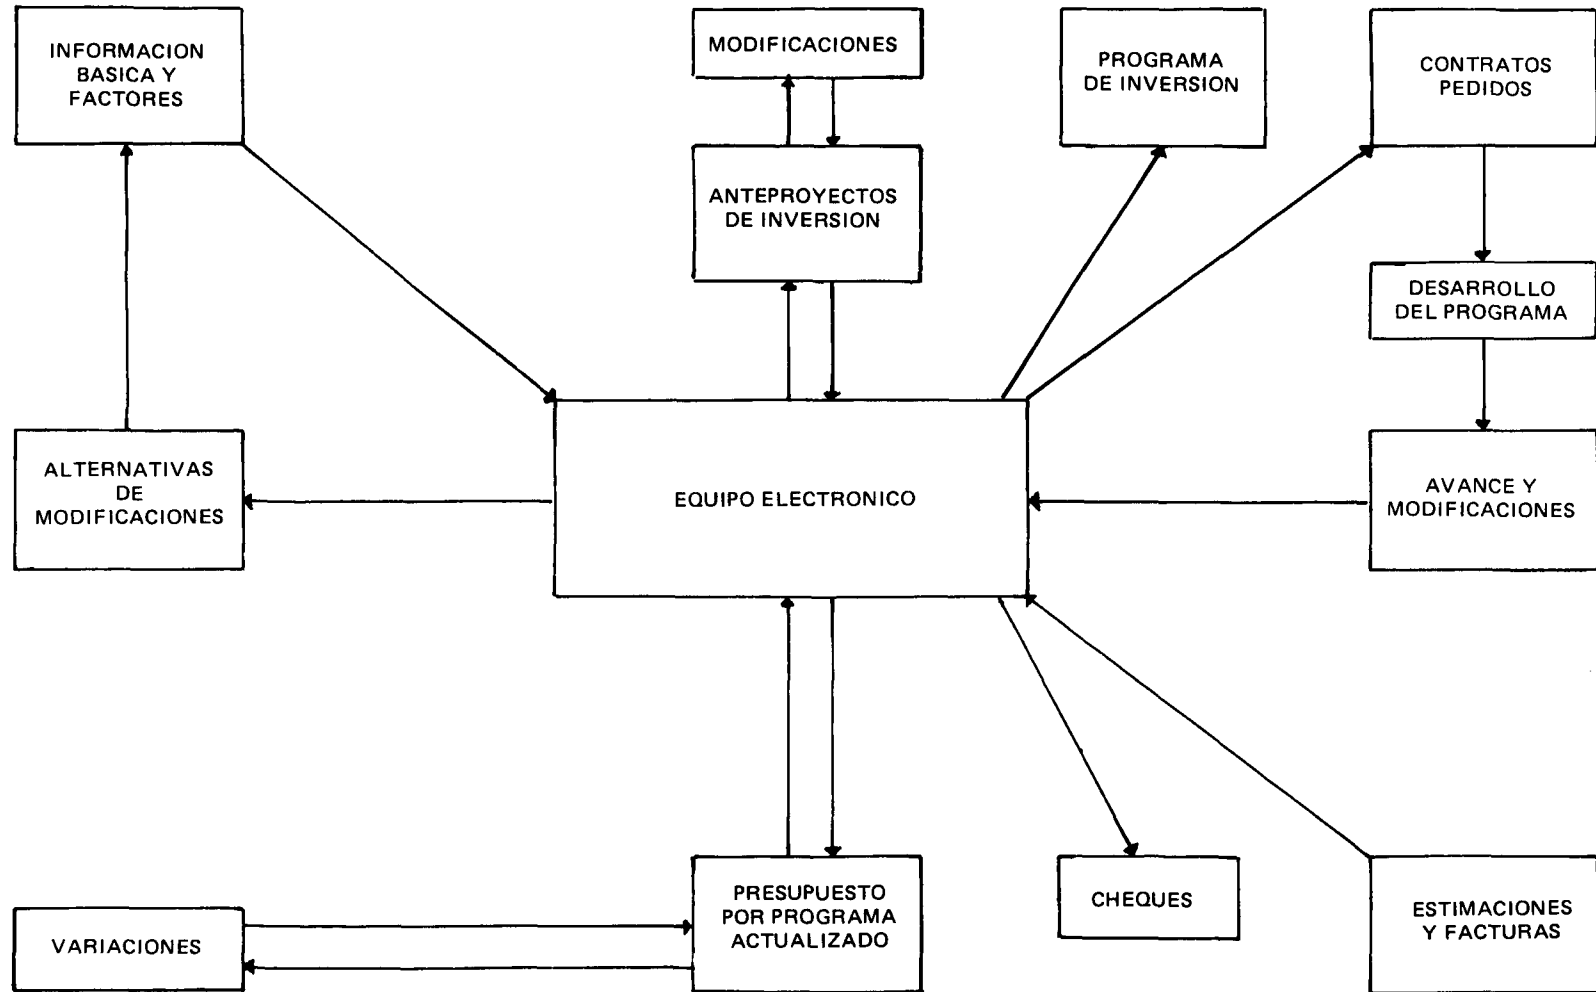 INFORMACION
BASICA Y
FACTORES
MODIFICACIONES
PROGRAMA
DE INVERSION
CONTRATOS
PEDIDOS
ANTEPROYECTOS
DE INVERSION
DESARROLLO
DEL PROGRAMA
ALTERNATIVAS
DE
MODIFICACIONES
EQUIPO ELECTRONICO
AVANCE Y
MODIFICACIONES
VARIACIONES
PRESUPUESTO
POR PROGRAMA
ACTUALIZADO
CHEQUES
ESTIMACIONES
Y FACTURAS